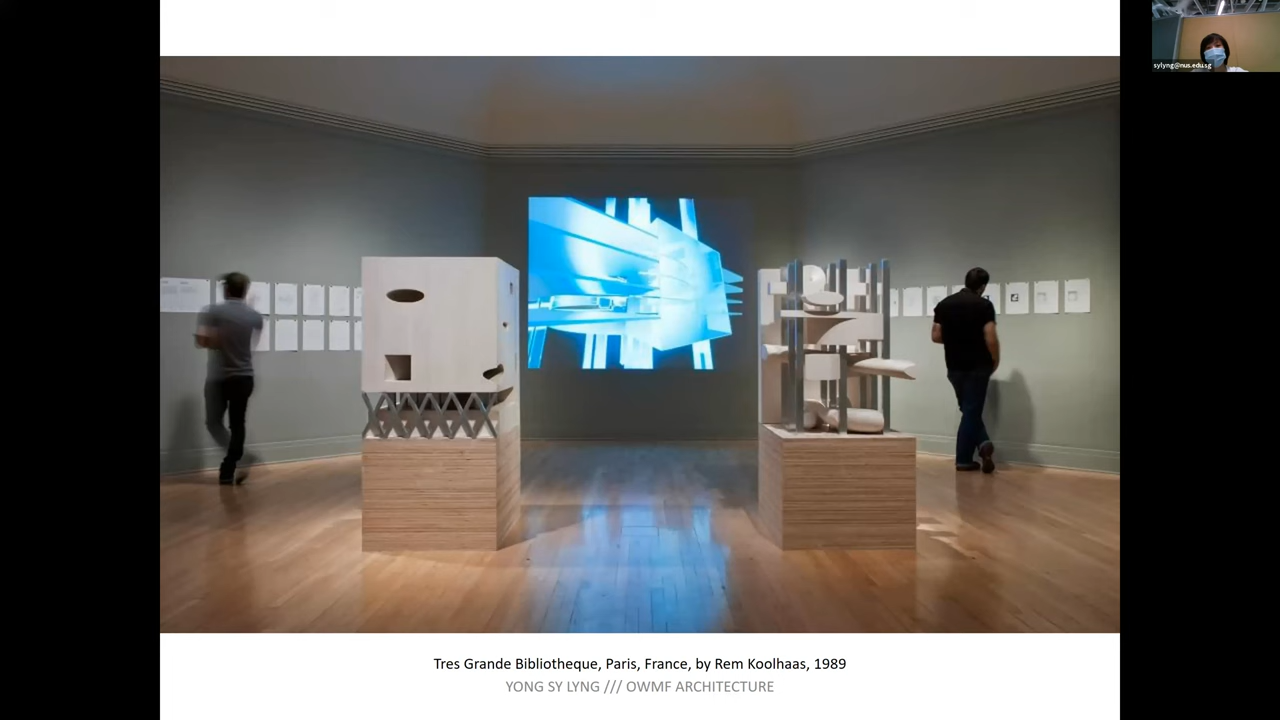 sylyng@nus.edu.sg
Tres Grande Bibliotheque, Paris, France, by Rem Koolhaas, 1989
YONG SY LYNG /// OWMF ARCHITECTURE